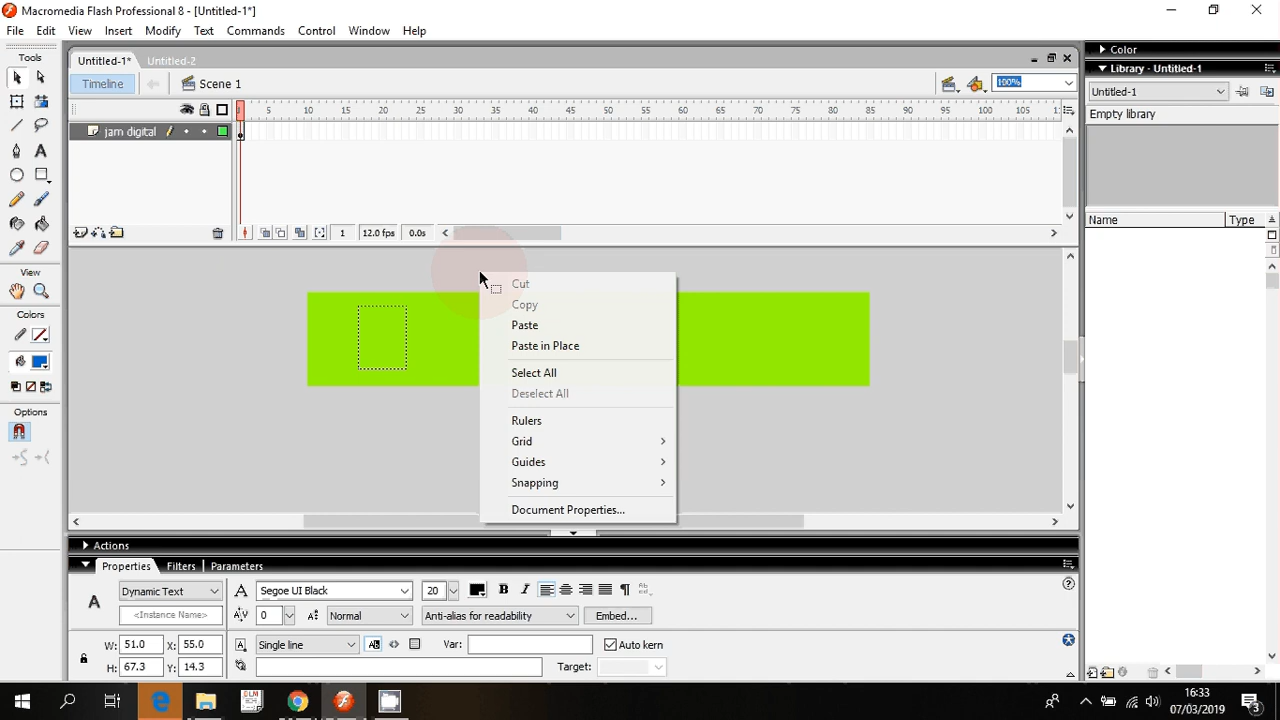 Macromedia Flash Professional 8 - [Untitled-1*]
File Edit View Insert Modify Text Commands Control Window Help
Tools
Untitled-1* Untitled-2
Timeline Scene 1 100%
5 10 15 20 25 30 35 40 45 50 55 60 65 70 75 80 85 90 95 100 105
jam digital
1 12.0 fps 0.0s
View
Colors
Options
Cut
Copy
Paste
Paste in Place
Select All
Deselect All
Rulers
Grid
Guides
Snapping
Document Properties...
Actions
Properties Filters Parameters
Dynamic Text A Segoe UI Black 20 B I
A <Instance Name> 0 Normal Anti-alias for readability Embed...
W: 51.0 X: 55.0 Single line Var: Auto kern
H: 67.3 Y: 14.3 Target:
Color
Library - Untitled-1
Untitled-1
Empty library
Name Type
16:33
07/03/2019
3